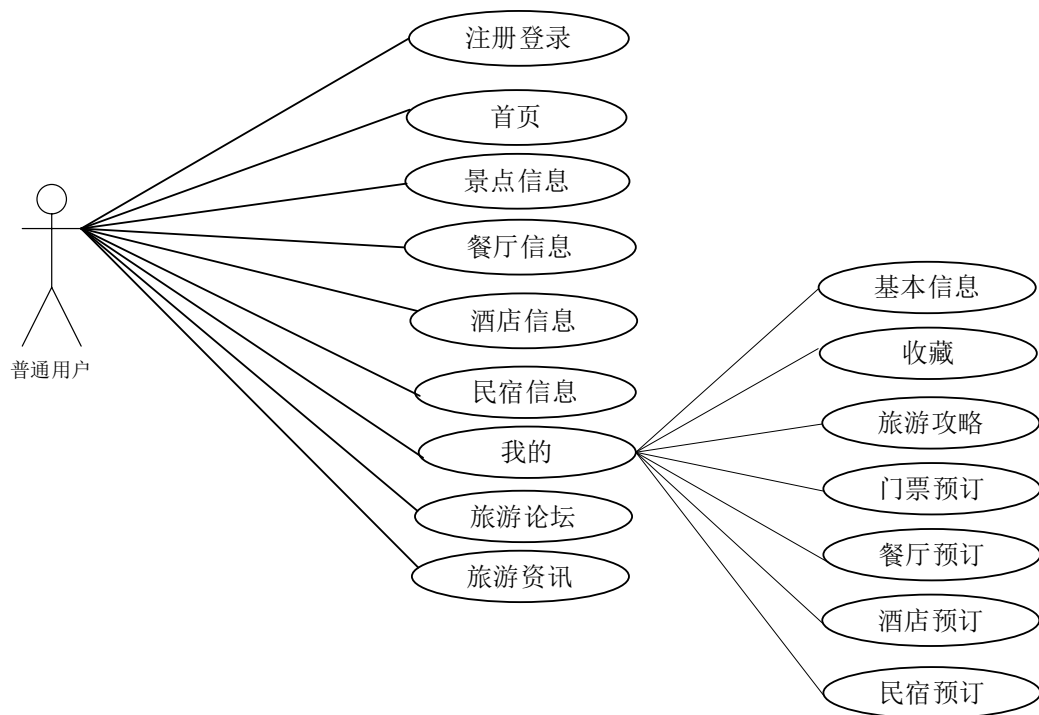 注册登录
首页
景点信息
餐厅信息
酒店信息
民宿信息
我的
旅游论坛
旅游资讯
普通用户
基本信息
收藏
旅游攻略
门票预订
餐厅预订
酒店预订
民宿预订